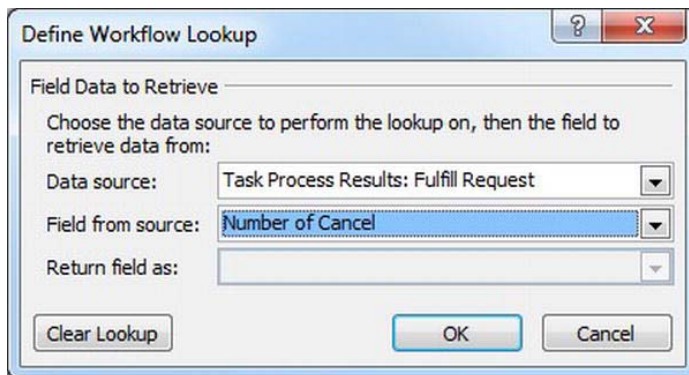 Define Workflow Lookup
Field Data to Retrieve
Choose the data source to perform the lookup on, then the field to
retrieve data from:
Data source: Task Process Results: Fulfill Request
Field from source: Number of Cancel
Return field as:
Clear Lookup OK Cancel